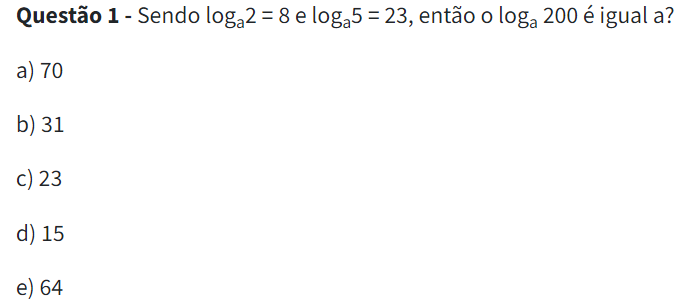 Questão 1 - Sendo logₐ2 = 8 e logₐ5 = 23, então o logₐ 200 é igual a?
a) 70
b) 31
c) 23
d) 15
e) 64